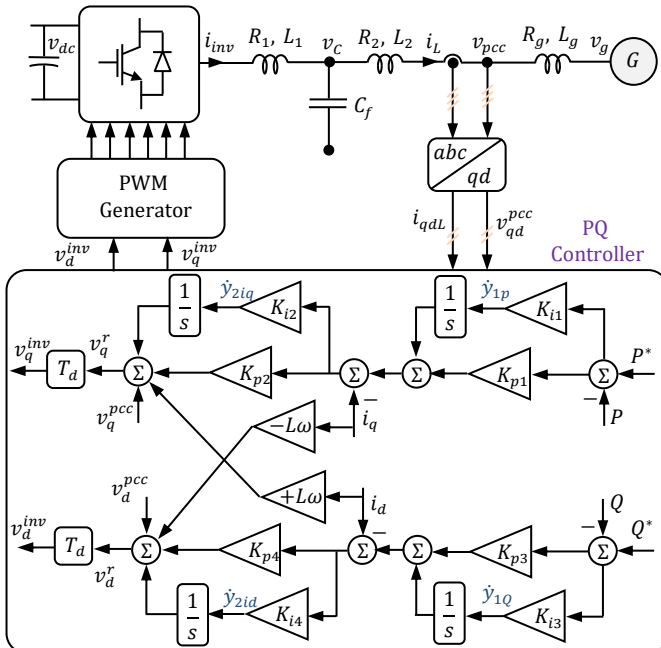 v_dc
i_inv
R_1, L_1
v_C
R_2, L_2
i_L
v_pcc
R_g, L_g
v_g
G
C_f
abc
qd
PWM
Generator
i_qdL
v_qd^pcc
PQ
Controller
v_d^inv
v_q^inv
1/s
ẏ_2iq
K_i2
1/s
ẏ_1p
K_i1
v_q^inv
v_q^r
T_d
Σ
K_p2
Σ
Σ
K_p1
Σ
P*
−
−
v_q^pcc
i_q
P
−Lω
v_d^pcc
+Lω
i_d
Q
Q*
v_d^inv
T_d
v_d^r
Σ
K_p4
Σ
−
Σ
K_p3
−
Σ
1/s
ẏ_2id
K_i4
1/s
ẏ_1Q
K_i3